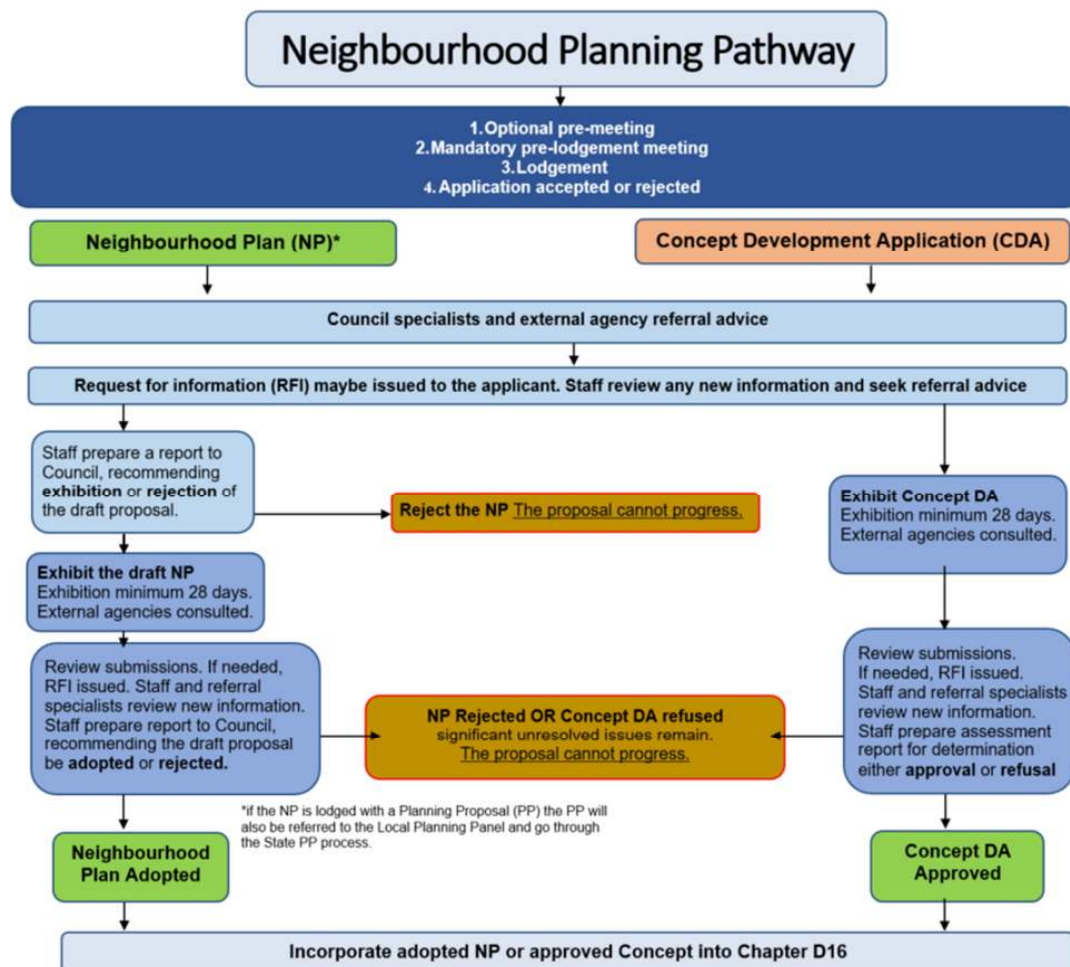 Neighbourhood Planning Pathway
1.Optional pre-meeting
2.Mandatory pre-lodgement meeting
3.Lodgement
4.Application accepted or rejected
Neighbourhood Plan (NP)*
Concept Development Application (CDA)
Council specialists and external agency referral advice
Request for information (RFI) maybe issued to the applicant. Staff review any new information and seek referral advice
Staff prepare a report to
Council, recommending
exhibition or rejection of
the draft proposal.
Reject the NP The proposal cannot progress.
Exhibit Concept DA
Exhibition minimum 28 days.
External agencies consulted.
Exhibit the draft NP
Exhibition minimum 28 days.
External agencies consulted.
Review submissions. If needed,
RFI issued. Staff and referral
specialists review new information.
Staff prepare report to Council,
recommending the draft proposal
be adopted or rejected.
NP Rejected OR Concept DA refused
significant unresolved issues remain.
The proposal cannot progress.
Review submissions.
If needed, RFI issued.
Staff and referral specialists
review new information.
Staff prepare assessment
report for determination
either approval or refusal
*if the NP is lodged with a Planning Proposal (PP) the PP will
also be referred to the Local Planning Panel and go through
the State PP process.
Neighbourhood
Plan Adopted
Concept DA
Approved
Incorporate adopted NP or approved Concept into Chapter D16